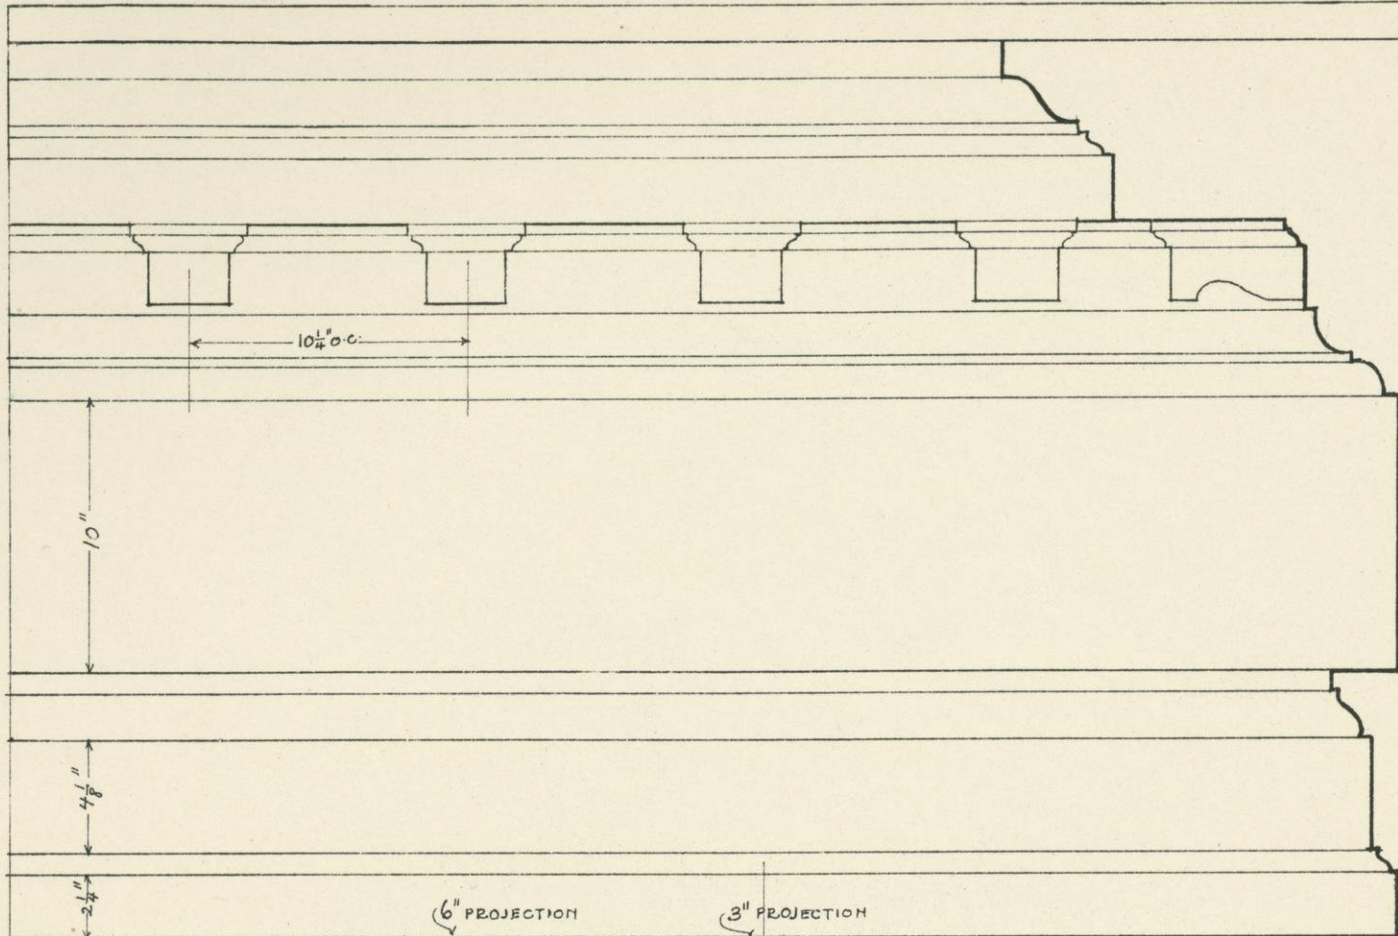 10¼" o.c.
10"
4⅛"
2¼"
6" PROJECTION
3" PROJECTION